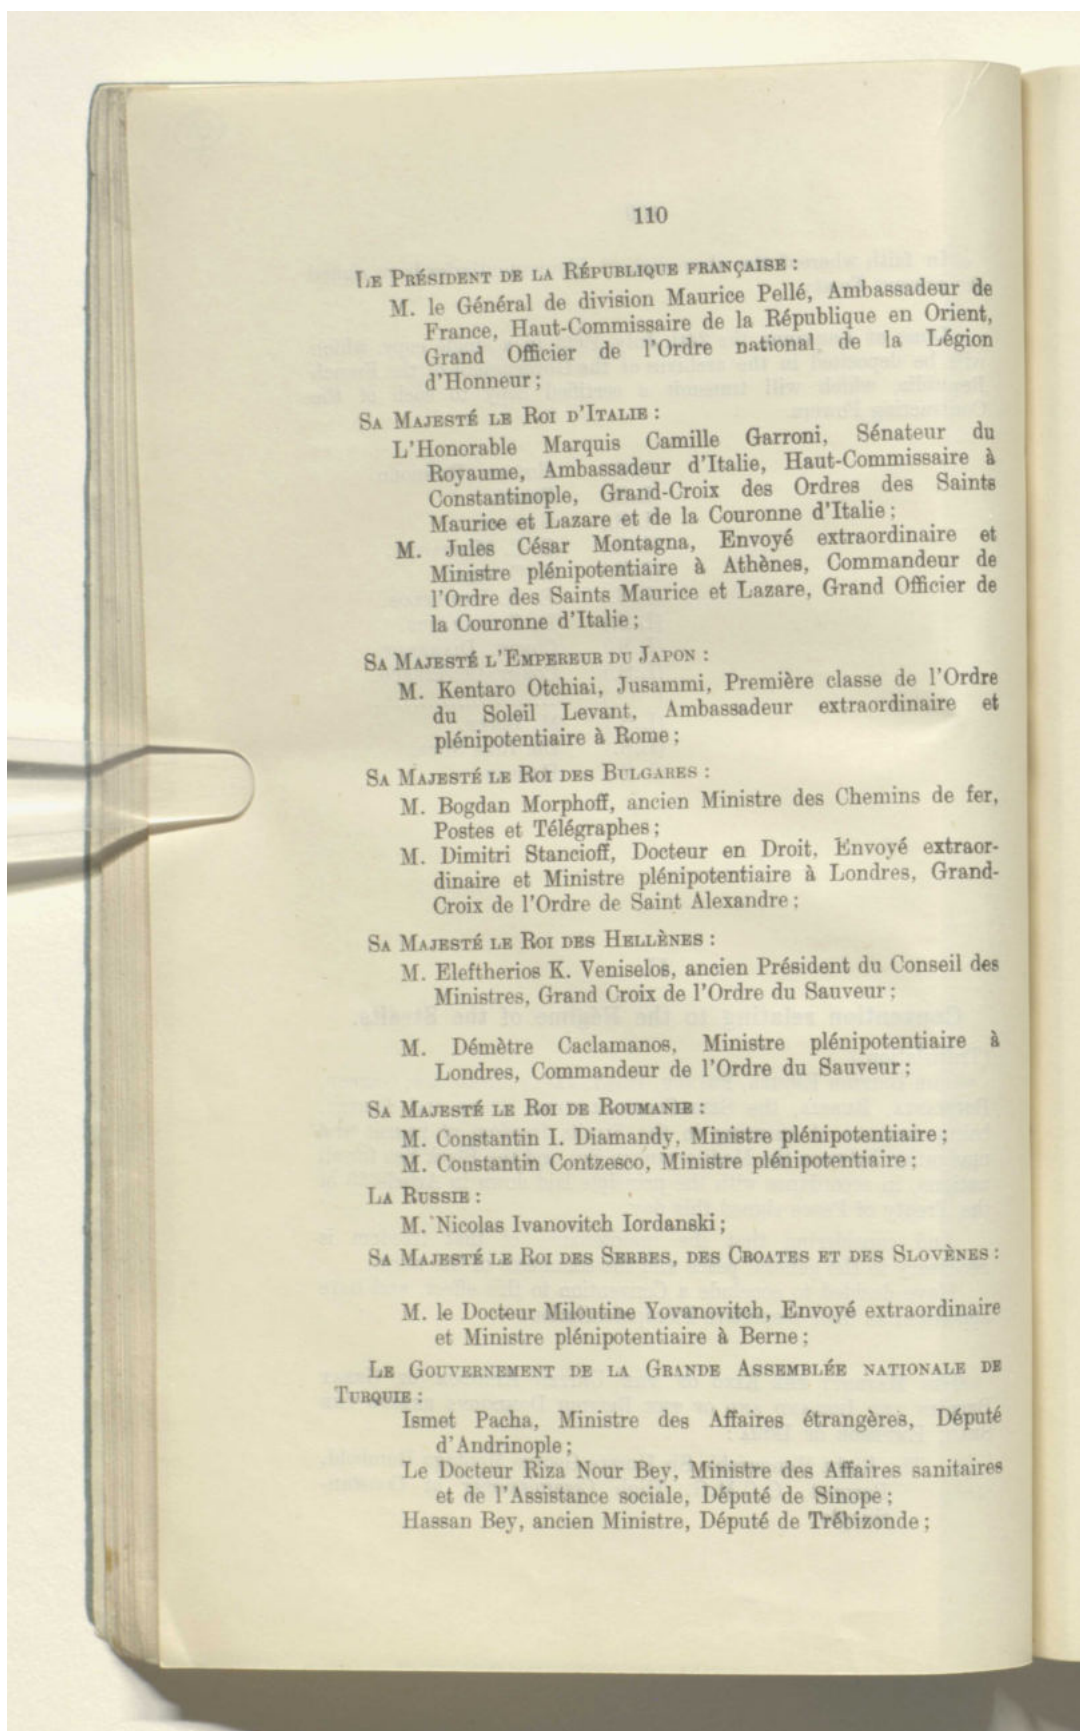 110
LE PRÉSIDENT DE LA RÉPUBLIQUE FRANÇAISE :
M. le Général de division Maurice Pellé, Ambassadeur de
France, Haut-Commissaire de la République en Orient,
Grand Officier de l'Ordre national de la Légion
d'Honneur ;
SA MAJESTÉ LE ROI D'ITALIE :
L'Honorable Marquis Camille Garroni, Sénateur du
Royaume, Ambassadeur d'Italie, Haut-Commissaire à
Constantinople, Grand-Croix des Ordres des Saints
Maurice et Lazare et de la Couronne d'Italie ;
M. Jules César Montagna, Envoyé extraordinaire et
Ministre plénipotentiaire à Athènes, Commandeur de
l'Ordre des Saints Maurice et Lazare, Grand Officier de
la Couronne d'Italie ;
SA MAJESTÉ L'EMPEREUR DU JAPON :
M. Kentaro Otchiai, Jusammi, Première classe de l'Ordre
du Soleil Levant, Ambassadeur extraordinaire et
plénipotentiaire à Rome ;
SA MAJESTÉ LE ROI DES BULGARES :
M. Bogdan Morphoff, ancien Ministre des Chemins de fer,
Postes et Télégraphes ;
M. Dimitri Stancioff, Docteur en Droit, Envoyé extraor-
dinaire et Ministre plénipotentiaire à Londres, Grand-
Croix de l'Ordre de Saint Alexandre ;
SA MAJESTÉ LE ROI DES HELLÈNES :
M. Eleftherios K. Veniselos, ancien Président du Conseil des
Ministres, Grand Croix de l'Ordre du Sauveur ;
M. Démètre Caclamanos, Ministre plénipotentiaire à
Londres, Commandeur de l'Ordre du Sauveur ;
SA MAJESTÉ LE ROI DE ROUMANIE :
M. Constantin I. Diamandy, Ministre plénipotentiaire ;
M. Constantin Contzesco, Ministre plénipotentiaire ;
LA RUSSIE :
M. Nicolas Ivanovitch Iordanski ;
SA MAJESTÉ LE ROI DES SERBES, DES CROATES ET DES SLOVÈNES :
M. le Docteur Miloutine Yovanovitch, Envoyé extraordinaire
et Ministre plénipotentiaire à Berne ;
LE GOUVERNEMENT DE LA GRANDE ASSEMBLÉE NATIONALE DE
TURQUIE :
Ismet Pacha, Ministre des Affaires étrangères, Député
d'Andrinople ;
Le Docteur Riza Nour Bey, Ministre des Affaires sanitaires
et de l'Assistance sociale, Député de Sinope ;
Hassan Bey, ancien Ministre, Député de Trébizonde ;